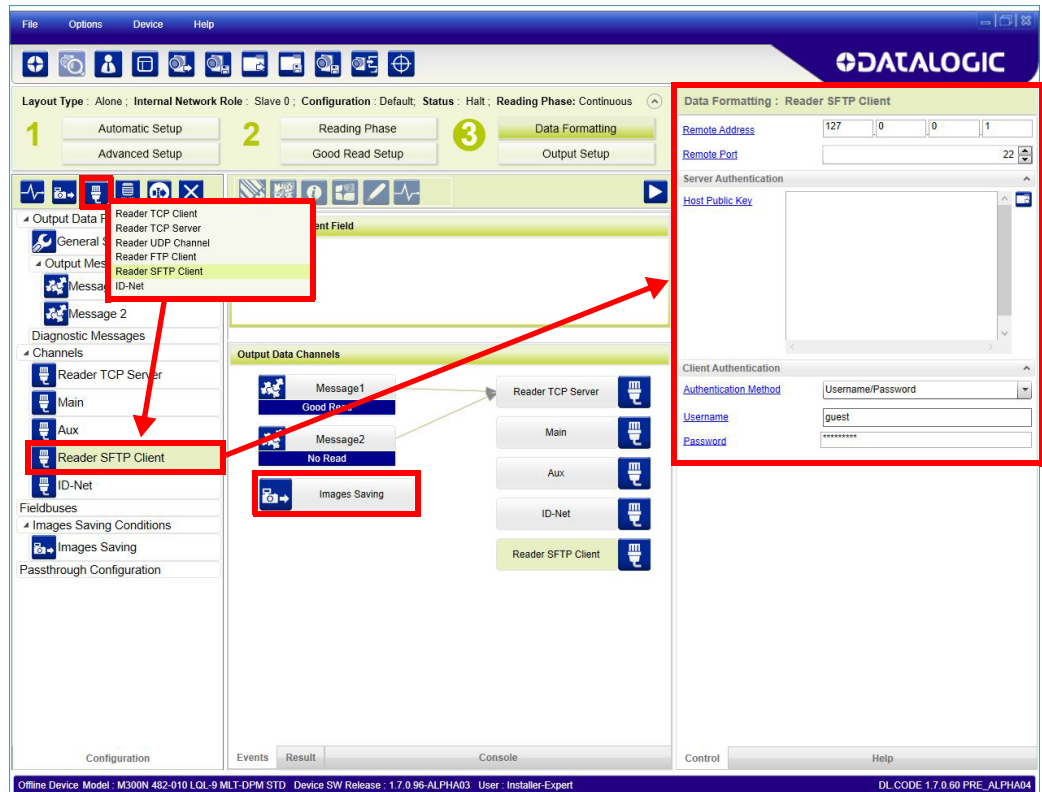 File Options Device Help
DATALOGIC
Layout Type : Alone ; Internal Network Role : Slave 0 ; Configuration : Default; Status : Halt ; Reading Phase: Continuous
1 Automatic Setup
Advanced Setup
2 Reading Phase
Good Read Setup
3 Data Formatting
Output Setup
Output Data
General
Output
Reader TCP Client
Reader TCP Server
Reader UDP Channel
Reader FTP Client
Reader SFTP Client
ID-Net
Message 2
Diagnostic Messages
Channels
Reader TCP Server
Main
Aux
Reader SFTP Client
ID-Net
Fieldbuses
Images Saving Conditions
Images Saving
Passthrough Configuration
Configuration
Field
Output Data Channels
Message1
Good Read
Message2
No Read
Images Saving
Reader TCP Server
Main
Aux
ID-Net
Reader SFTP Client
Events Result Console
Data Formatting : Reader SFTP Client
Remote Address 127 . 0 . 0 . 1
Remote Port 22
Server Authentication
Host Public Key
Client Authentication
Authentication Method Username/Password
Username guest
Password *********
Control Help
Offline Device Model : M300N 482-010 LQL-9 MLT-DPM STD Device SW Release : 1.7.0.96-ALPHA03 User : Installer-Expert
DL.CODE 1.7.0.60 PRE_ALPHA04